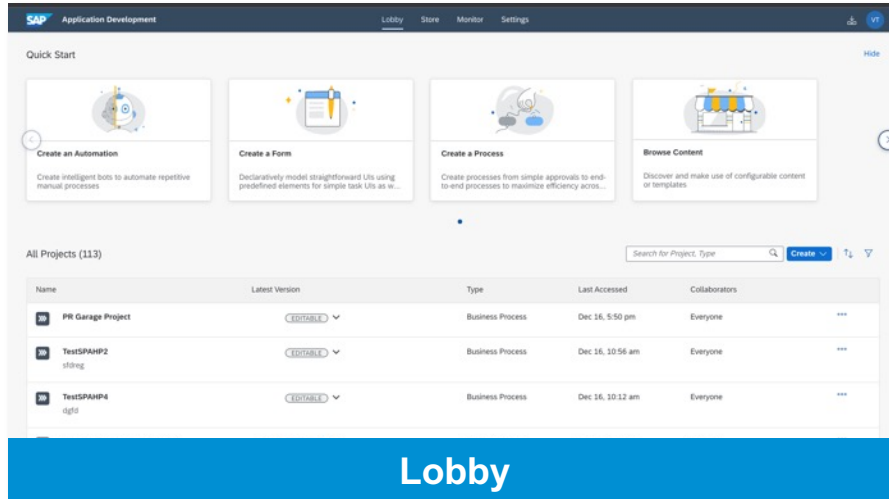 SAP Application Development Lobby Store Monitor Settings VT
Quick Start Hide
Create an Automation
Create intelligent bots to automate repetitive
manual processes
Create a Form
Declaratively model straightforward UIs using
predefined elements for simple task UIs as w...
Create a Process
Create processes from simple approvals to end-
to-end processes to maximize efficiency acros...
Browse Content
Discover and make use of configurable content
or templates
All Projects (113) Search for Project, Type Create
Name Latest Version Type Last Accessed Collaborators
PR Garage Project EDITABLE Business Process Dec 16, 5:50 pm Everyone
TestSPAHP2 EDITABLE Business Process Dec 16, 10:56 am Everyone
sfdreg
TestSPAHP4 EDITABLE Business Process Dec 16, 10:12 am Everyone
dgfd
Lobby